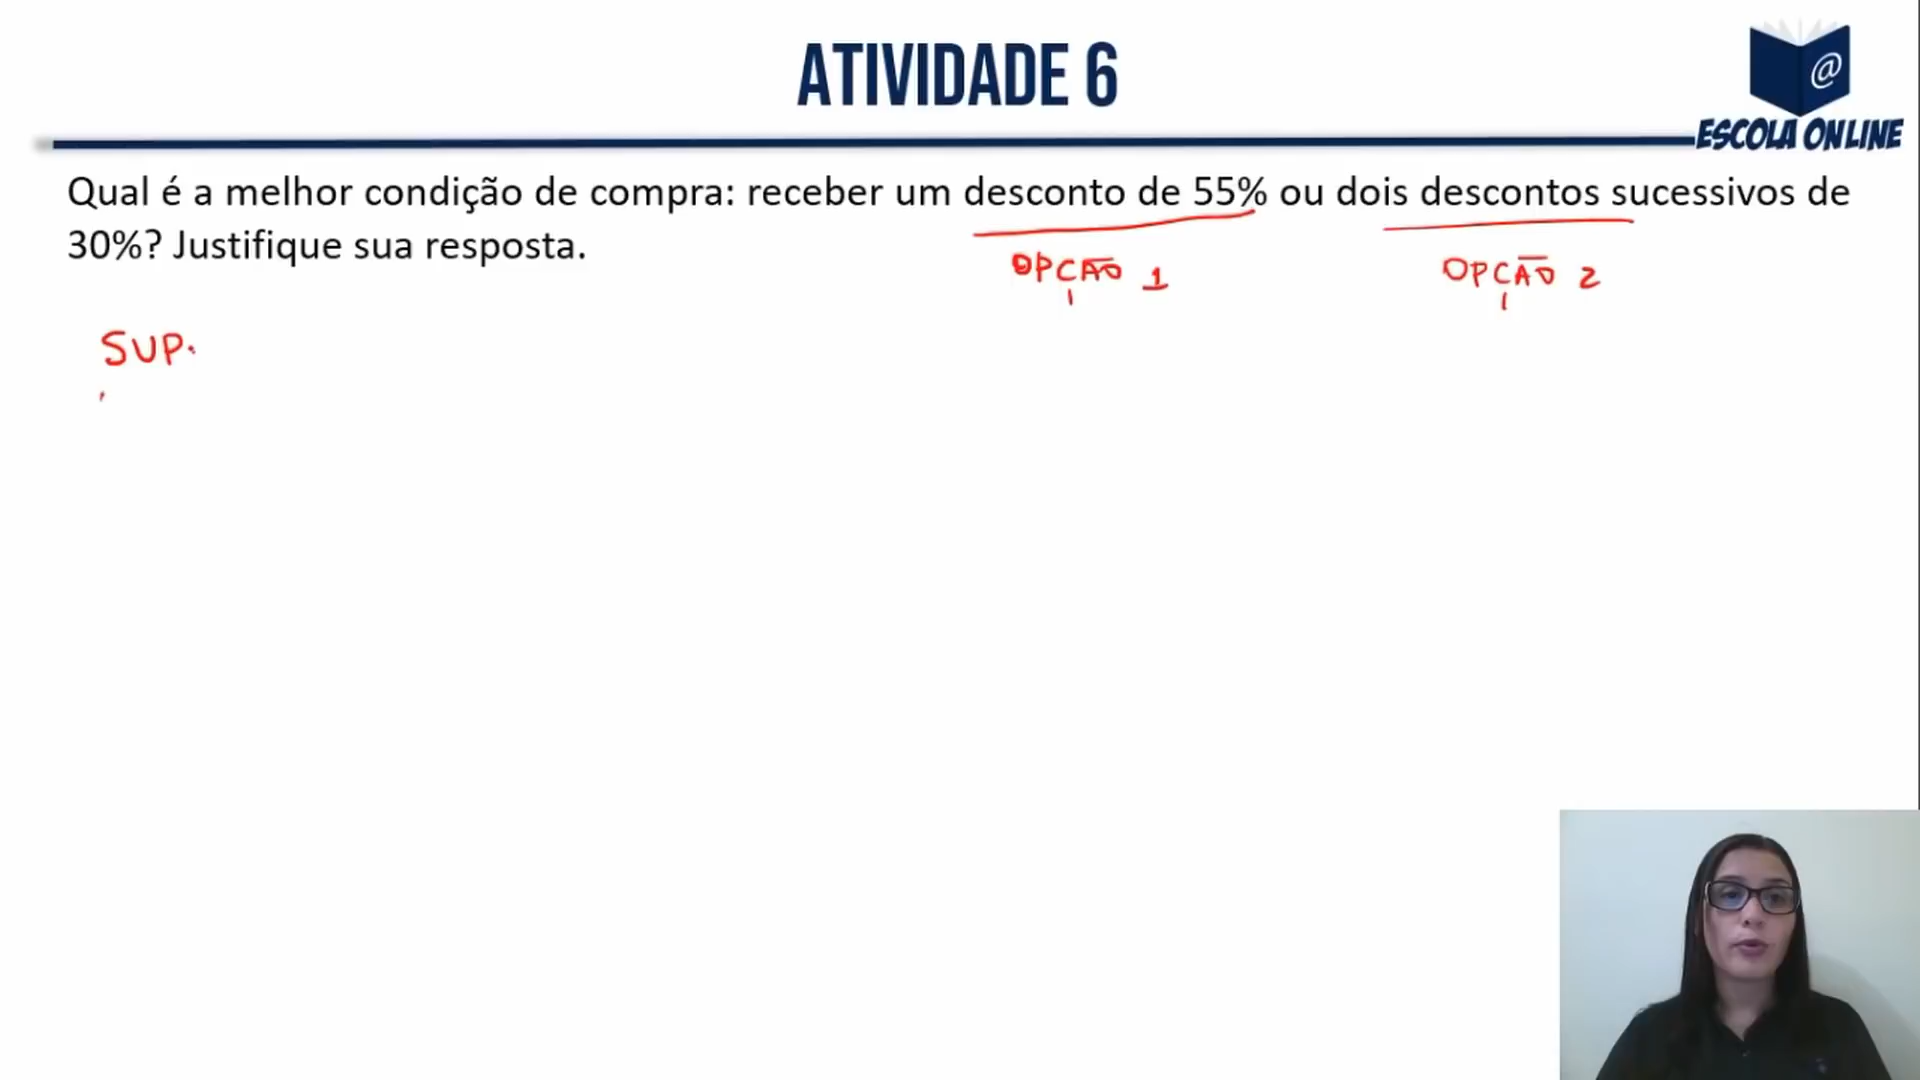 ATIVIDADE 6
@
ESCOLA ONLINE
Qual é a melhor condição de compra: receber um desconto de 55% ou dois descontos sucessivos de
30%? Justifique sua resposta.
OPÇÃO 1
OPÇÃO 2
SUP.